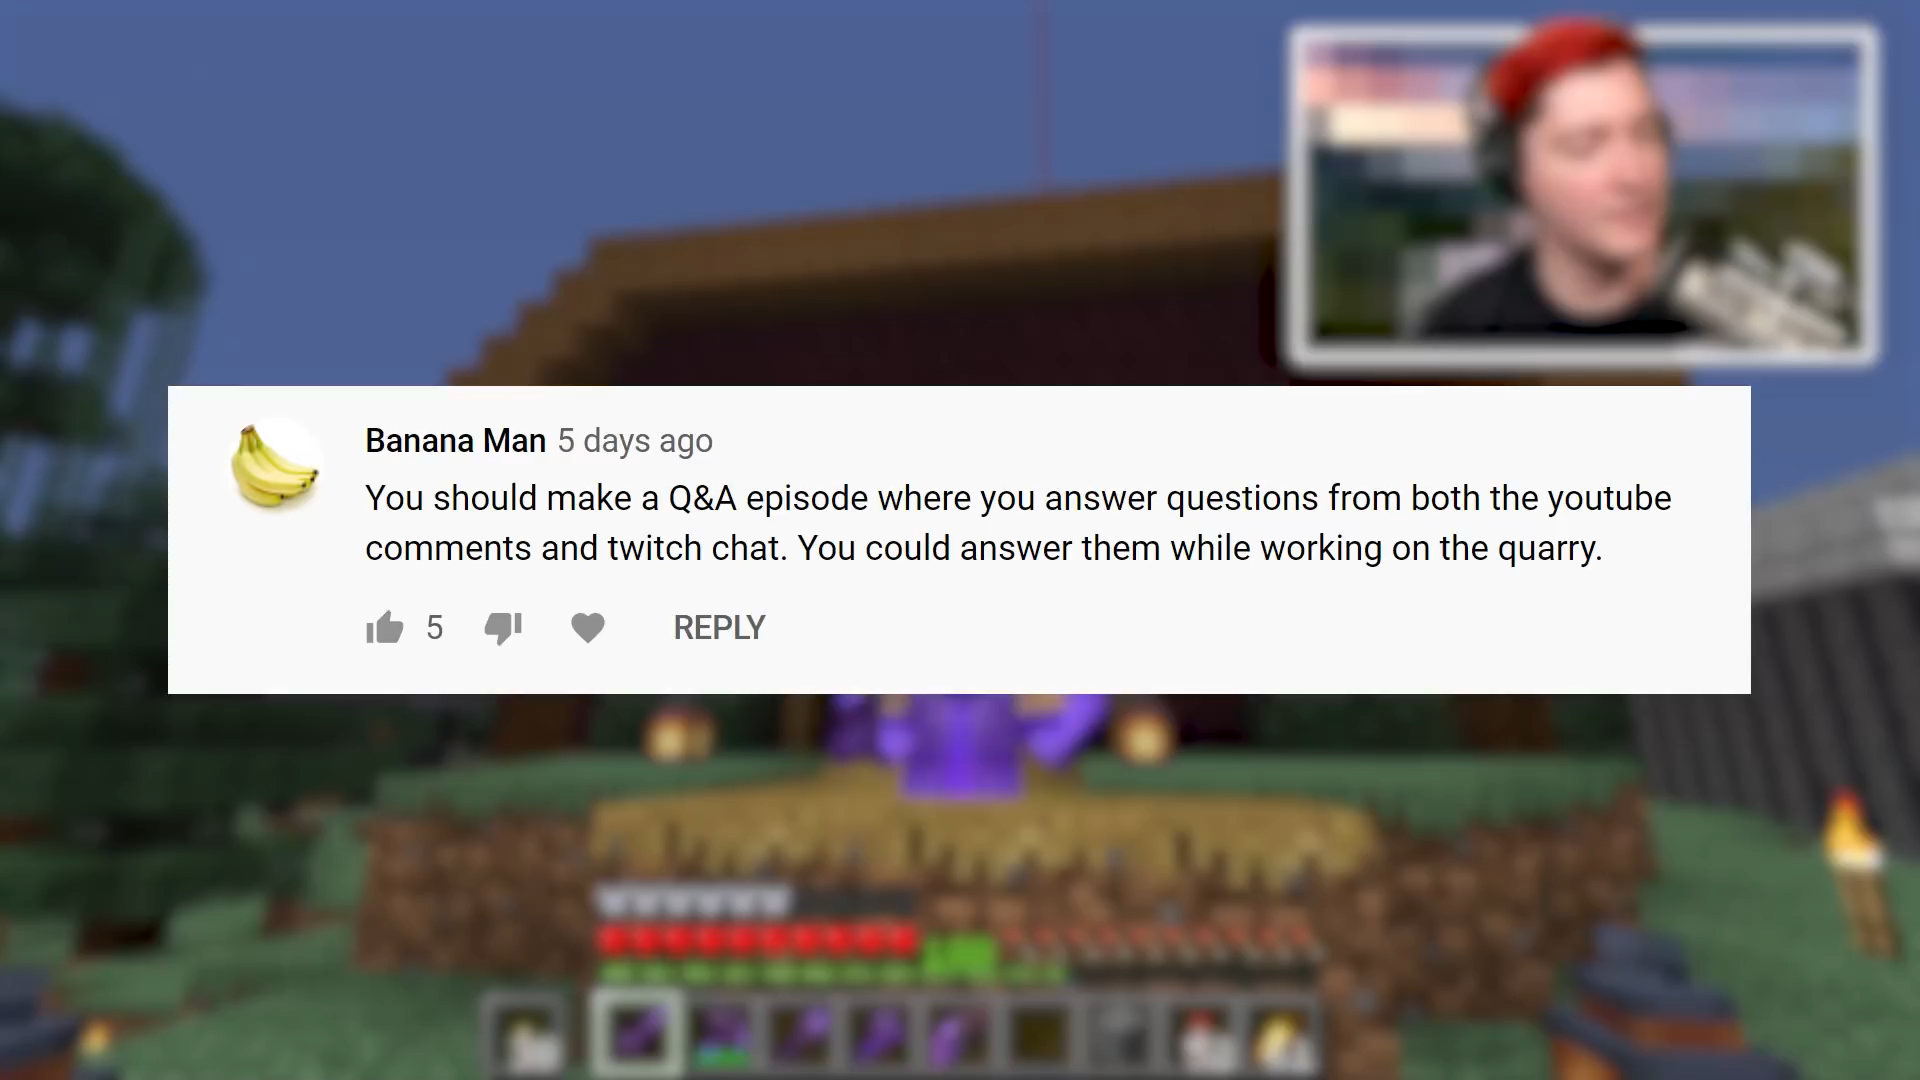 Banana Man 5 days ago
You should make a Q&A episode where you answer questions from both the youtube
comments and twitch chat. You could answer them while working on the quarry.
5 REPLY